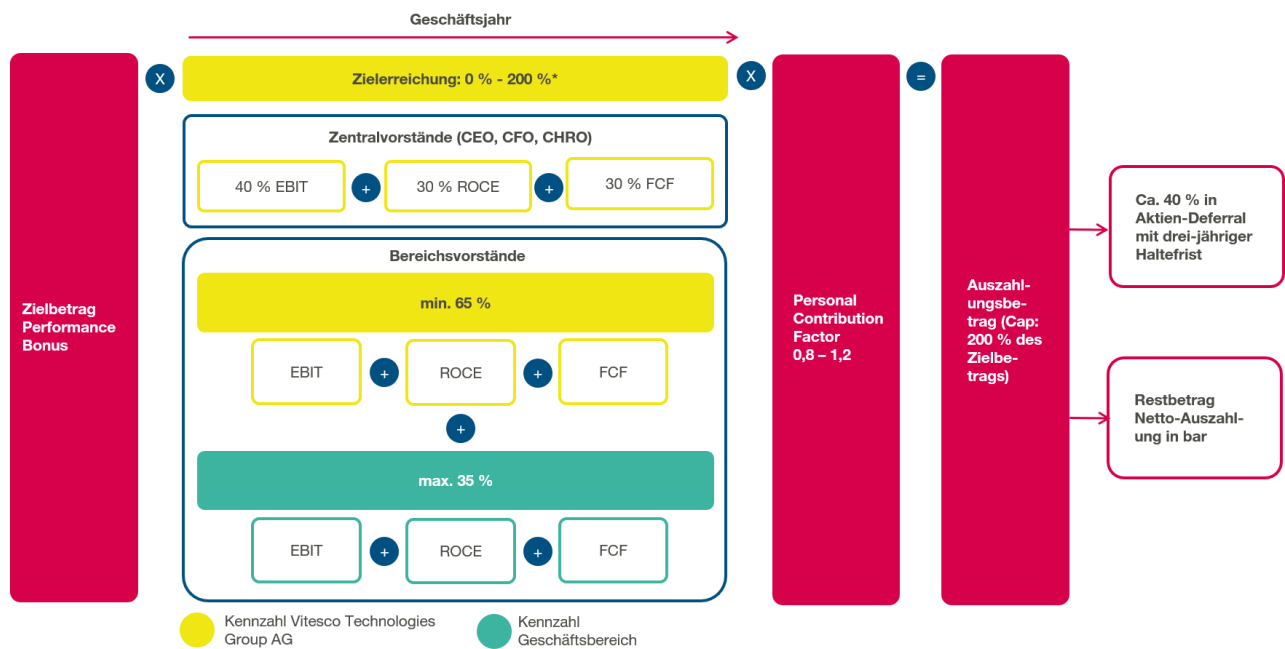 Geschäftsjahr
Zielbetrag
Performance
Bonus
X
Zielerreichung: 0 % - 200 %*
Zentralvorstände (CEO, CFO, CHRO)
40 % EBIT
+
30 % ROCE
+
30 % FCF
Bereichsvorstände
min. 65 %
EBIT
+
ROCE
+
FCF
+
max. 35 %
EBIT
+
ROCE
+
FCF
X
Personal
Contribution
Factor
0,8 – 1,2
=
Auszahl-
ungsbe-
trag (Cap:
200 % des
Zielbe-
trags)
Ca. 40 % in
Aktien-Deferral
mit drei-jähriger
Haltefrist
Restbetrag
Netto-Auszahl-
ung in bar
Kennzahl Vitesco Technologies
Group AG
Kennzahl
Geschäftsbereich